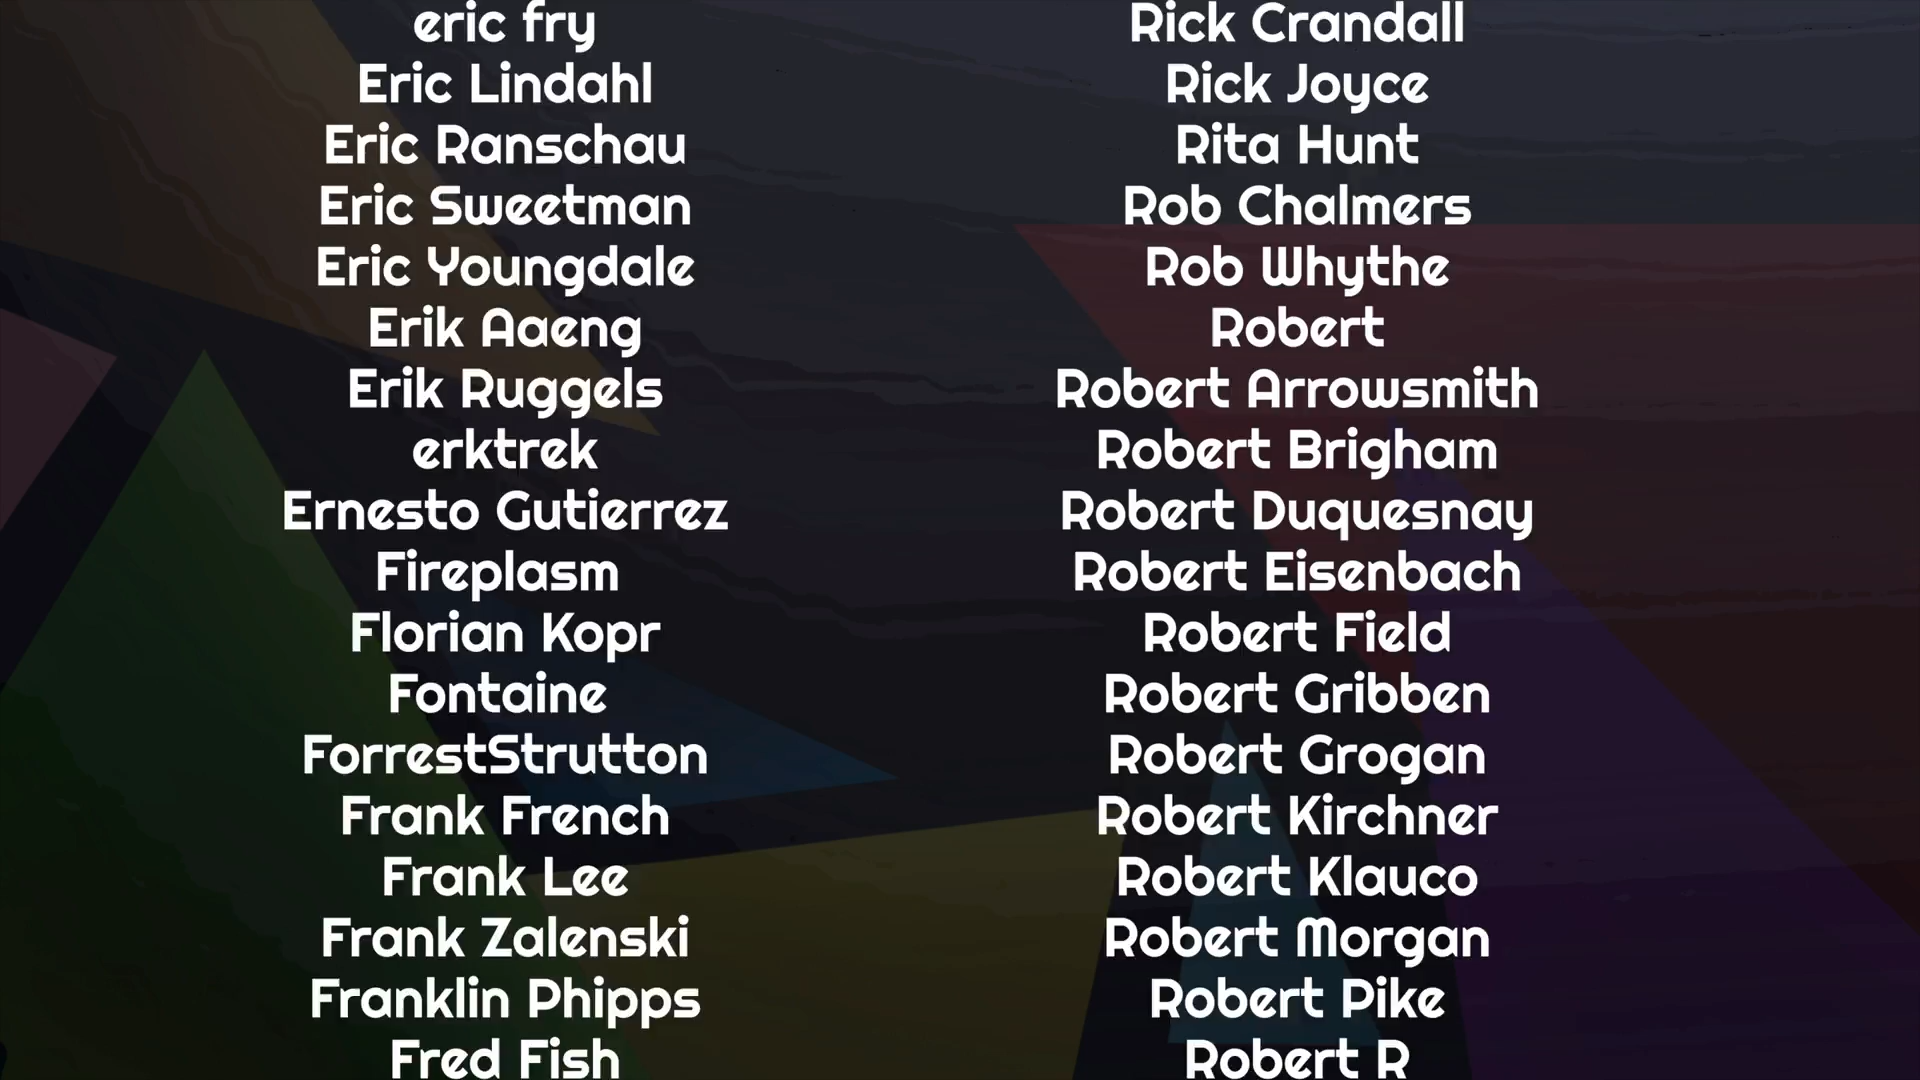 eric fry
Eric Lindahl
Eric Ranschau
Eric Sweetman
Eric Youngdale
Erik Aaeng
Erik Ruggels
erktrek
Ernesto Gutierrez
Fireplasm
Florian Kopr
Fontaine
ForrestStrutton
Frank French
Frank Lee
Frank Zalenski
Franklin Phipps
Fred Fish
Rick Crandall
Rick Joyce
Rita Hunt
Rob Chalmers
Rob Whythe
Robert
Robert Arrowsmith
Robert Brigham
Robert Duquesnay
Robert Eisenbach
Robert Field
Robert Gribben
Robert Grogan
Robert Kirchner
Robert Klauco
Robert Morgan
Robert Pike
Robert R